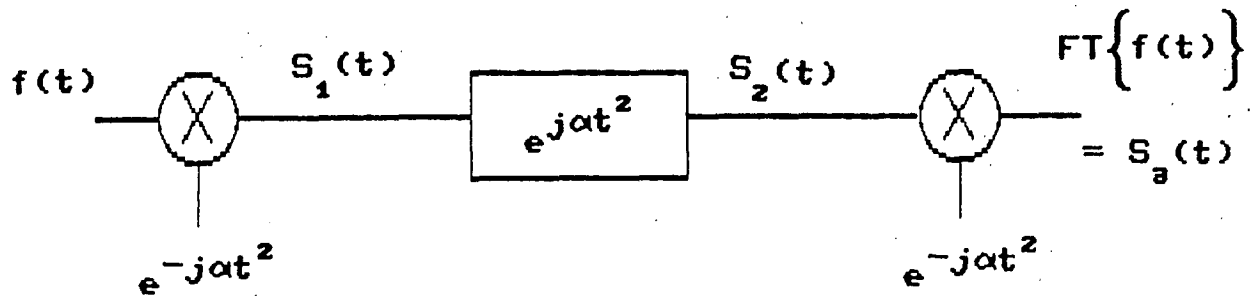 f(t)
S₁(t)
e^jαt²
S₂(t)
FT{f(t)}
= S₃(t)
e^-jαt²
e^-jαt²